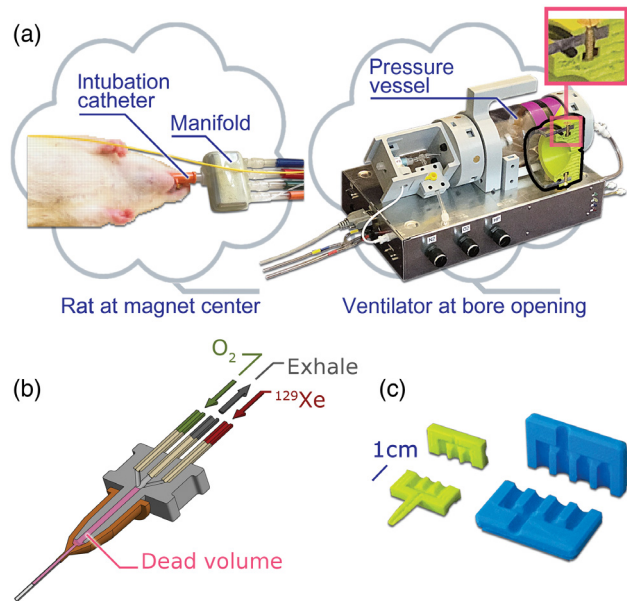 (a)
Intubation
catheter
Manifold
Pressure
vessel
Rat at magnet center
Ventilator at bore opening
(b)
O2
Exhale
129Xe
Dead volume
(c)
1cm